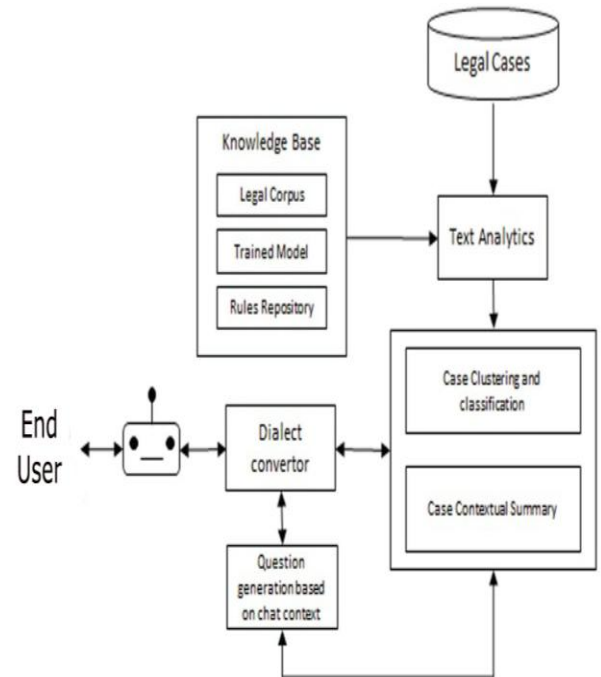 Legal Cases
Knowledge Base
Legal Corpus
Trained Model
Rules Repository
Text Analytics
Case Clustering and
classification
Case Contextual Summary
End
User
Dialect
convertor
Question
generation based
on chat context